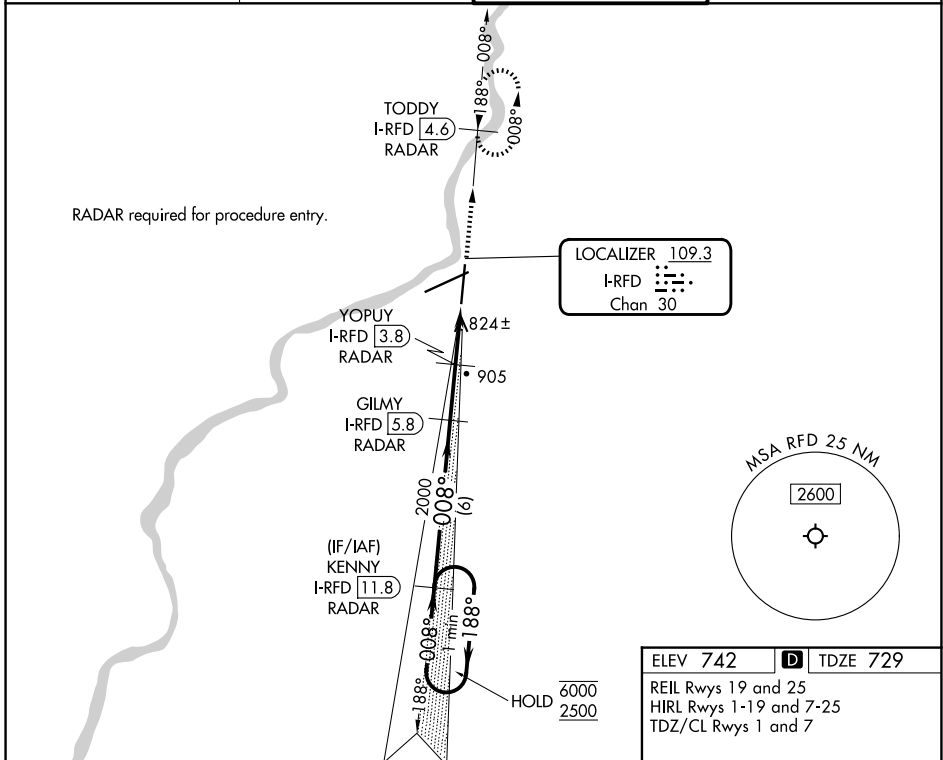 188°
008°
TODDY
I-RFD 4.6
RADAR
008°
RADAR required for procedure entry.
LOCALIZER 109.3
I-RFD
Chan 30
YOPUY
I-RFD 3.8
RADAR
824±
905
GILMY
I-RFD 5.8
RADAR
MSA RFD 25 NM
2600
2000
008°
(6)
(IF/IAF)
KENNY
I-RFD 11.8
RADAR
008°
1 min
188°
188°
HOLD 6000
2500
ELEV 742 D TDZE 729
REIL Rwys 19 and 25
HIRL Rwys 1-19 and 7-25
TDZ/CL Rwys 1 and 7